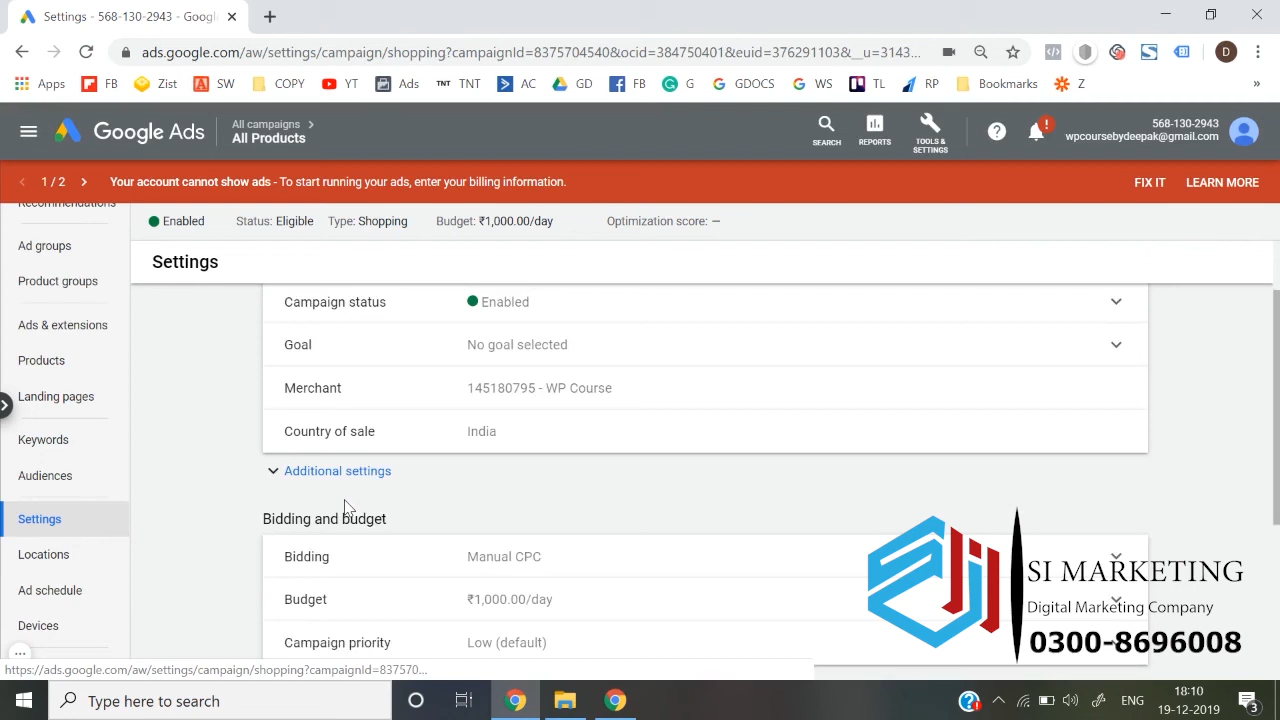 Settings - 568-130-2943 - Googl
ads.google.com/aw/settings/campaign/shopping?campaignId=8375704540&ocid=384750401&euid=376291103&__u=3143...
D
Apps FB Zist SW COPY YT Ads TNT TNT AC GD FB G GDOCS WS TL RP Bookmarks Z »
Google Ads
All campaigns
All Products
SEARCH
REPORTS
TOOLS &
SETTINGS
568-130-2943
wpcoursebydeepak@gmail.com
1 / 2
Your account cannot show ads - To start running your ads, enter your billing information.
FIX IT LEARN MORE
Recommendations
Ad groups
Product groups
Ads & extensions
Products
Landing pages
Keywords
Audiences
Settings
Locations
Ad schedule
Devices
Enabled Status: Eligible Type: Shopping Budget: ₹1,000.00/day Optimization score: –
Settings
Campaign status Enabled
Goal No goal selected
Merchant 145180795 - WP Course
Country of sale India
Additional settings
Bidding and budget
Bidding Manual CPC
Budget ₹1,000.00/day
Campaign priority Low (default)
SI MARKETING
Digital Marketing Company
0300-8696008
https://ads.google.com/aw/settings/campaign/shopping?campaignId=837570...
Type here to search
ENG
18:10
19-12-2019
3